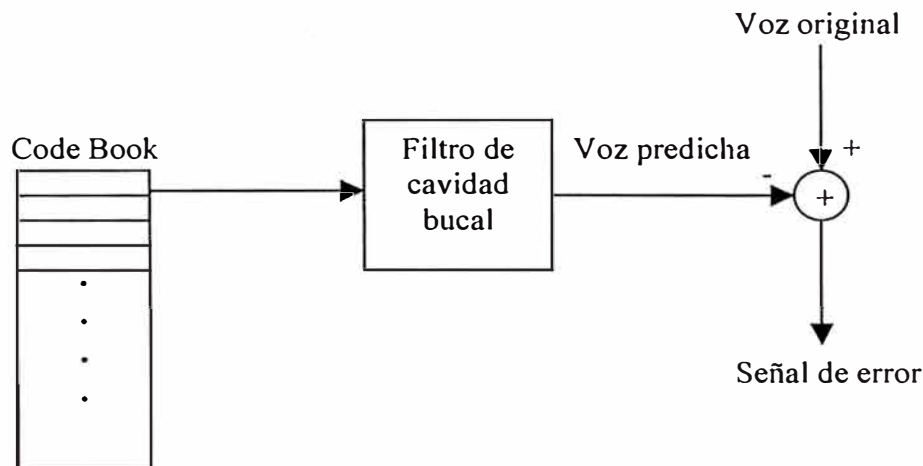 Voz original
Code Book
Filtro de
cavidad
bucal
Voz predicha
-
+
+
Señal de error